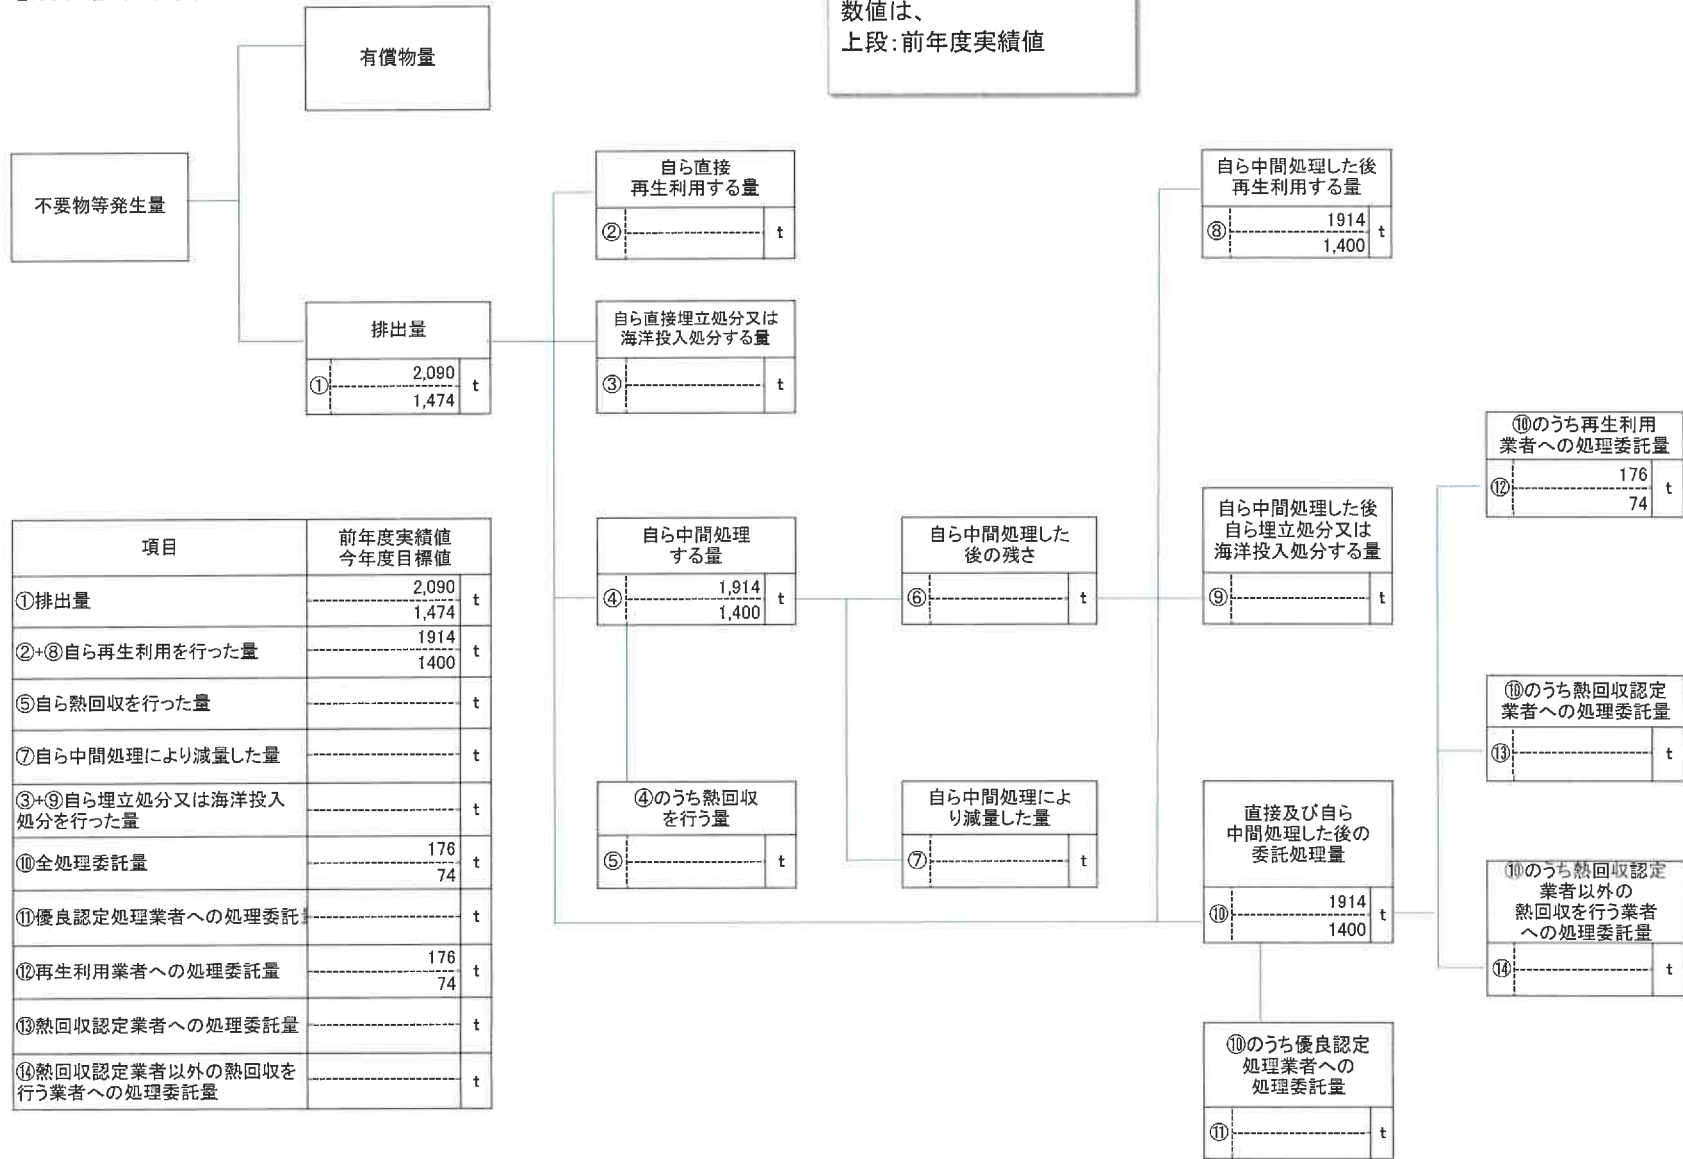 数値は、
上段:前年度実績値
有償物量
不要物等発生量
排出量
①
2,090
1,474
t
自ら直接
再生利用する量
②
t
自ら直接埋立処分又は
海洋投入処分する量
③
t
自ら中間処理
する量
④
1,914
1,400
t
④のうち熱回収
を行う量
⑤
t
自ら中間処理した
後の残さ
⑥
t
自ら中間処理によ
り減量した量
⑦
t
自ら中間処理した後
再生利用する量
⑧
1914
1,400
t
自ら中間処理した後
自ら埋立処分又は
海洋投入処分する量
⑨
t
直接及び自ら
中間処理した後の
委託処理量
⑩
1914
1400
t
⑩のうち優良認定
処理業者への
処理委託量
⑪
t
⑩のうち再生利用
業者への処理委託量
⑫
176
74
t
⑩のうち熱回収認定
業者への処理委託量
⑬
t
⑩のうち熱回収認定
業者以外の
熱回収を行う業者
への処理委託量
⑭
t
項目
前年度実績値
今年度目標値
①排出量
2,090
1,474
t
②+⑧自ら再生利用を行った量
1914
1400
t
⑤自ら熱回収を行った量
t
⑦自ら中間処理により減量した量
t
③+⑨自ら埋立処分又は海洋投入
処分を行った量
t
⑩全処理委託量
176
74
t
⑪優良認定処理業者への処理委託
t
⑫再生利用業者への処理委託量
176
74
t
⑬熱回収認定業者への処理委託量
t
⑭熱回収認定業者以外の熱回収を
行う業者への処理委託量
t